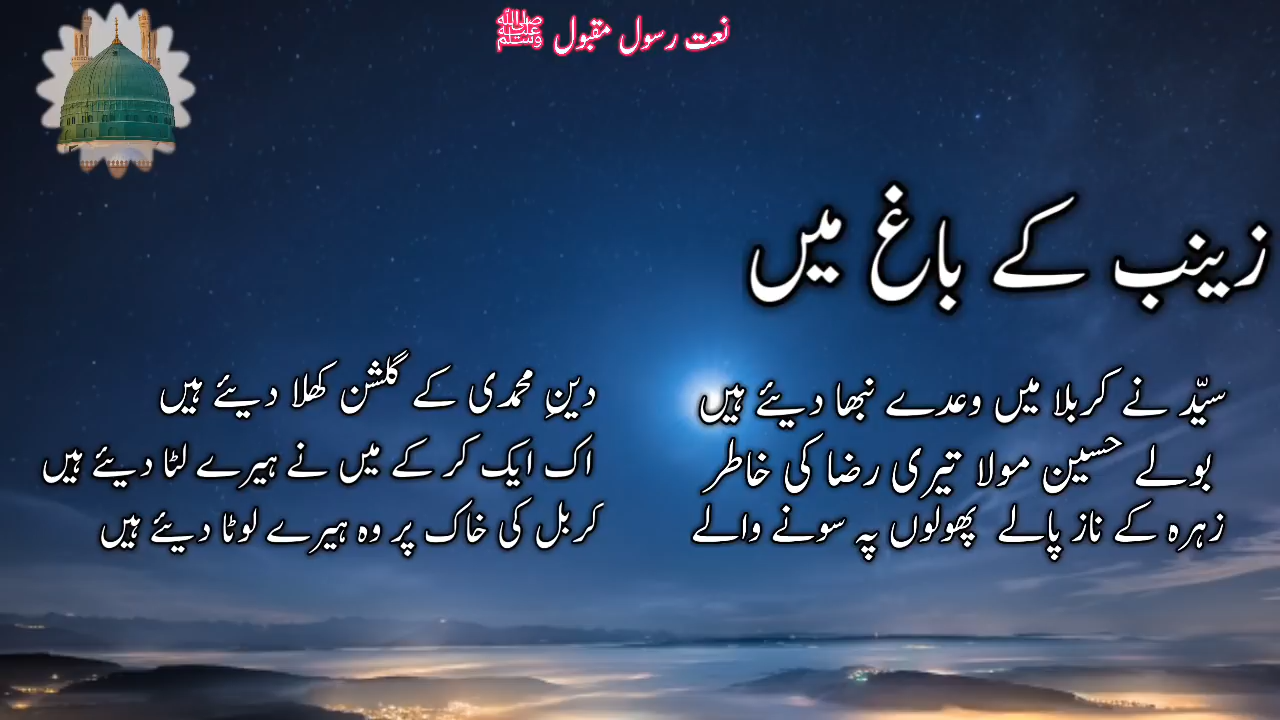 نعت رسول مقبول ﷺ
زینب کے باغ میں
سیّد نے کربلا میں وعدے نبھا دیئے ہیں دینِ محمدی کے گلشن کھلا دیئے ہیں
بولے حسین مولا تیری رضا کی خاطر اک ایک کر کے میں نے ہیرے لٹا دیئے ہیں
زہرہ کے ناز پالے پھولوں پہ سونے والے کربل کی خاک پر وہ ہیرے لوٹا دیئے ہیں